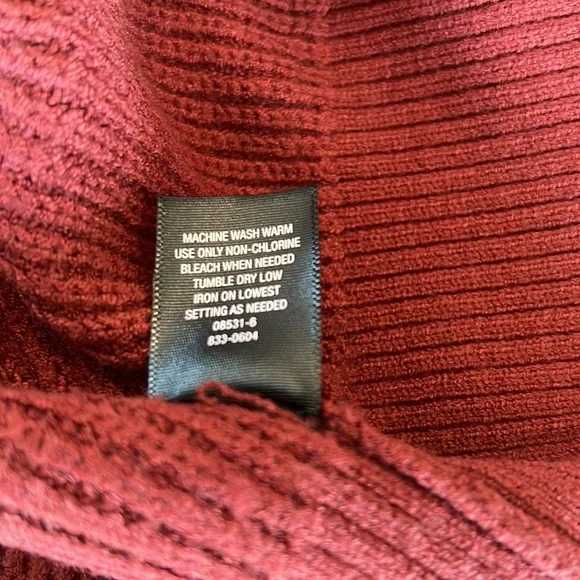 MACHINE WASH WARM
USE ONLY NON-CHLORINE
BLEACH WHEN NEEDED
TUMBLE DRY LOW
IRON ON LOWEST
SETTING AS NEEDED
08531-6
833-0604